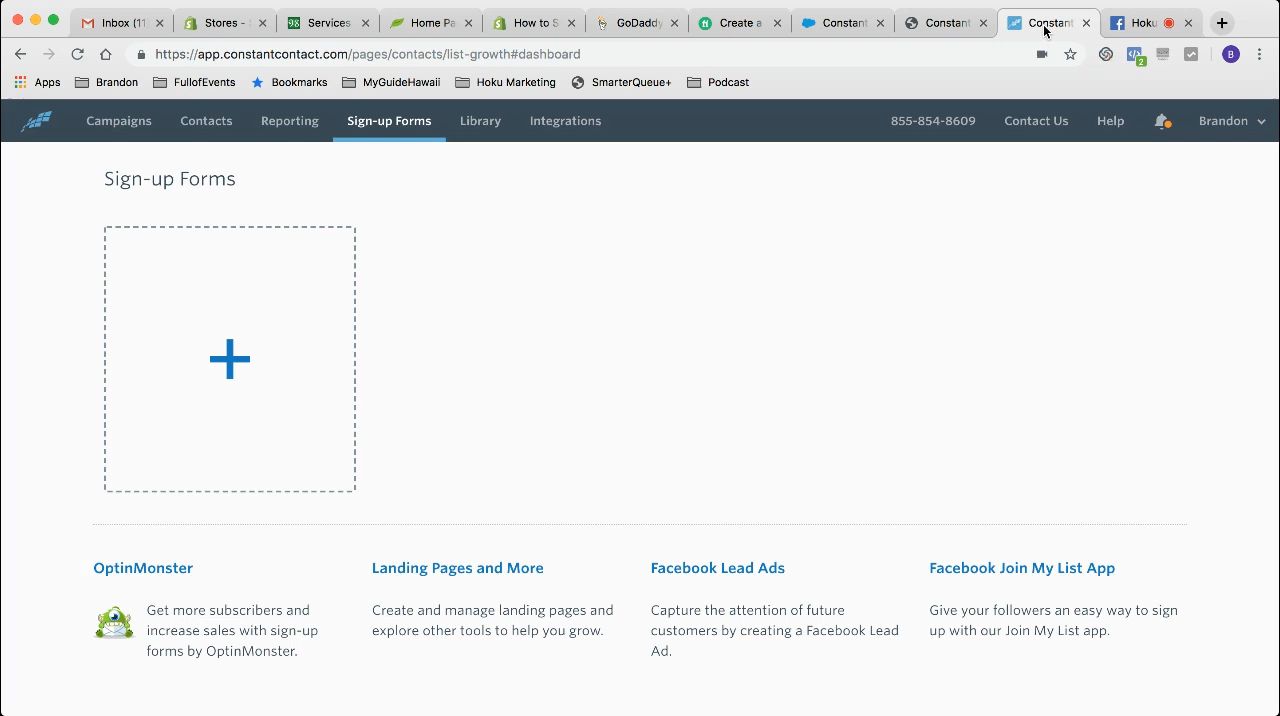 Inbox (11
Stores -
Services
Home Pa
How to S
GoDaddy
Create a
Constant
Constant
Constant
Hoku
https://app.constantcontact.com/pages/contacts/list-growth#dashboard
2
B
Apps
Brandon
FullofEvents
Bookmarks
MyGuideHawaii
Hoku Marketing
SmarterQueue+
Podcast
Campaigns
Contacts
Reporting
Sign-up Forms
Library
Integrations
855-854-8609
Contact Us
Help
Brandon
Sign-up Forms
OptinMonster
Get more subscribers and
increase sales with sign-up
forms by OptinMonster.
Landing Pages and More
Create and manage landing pages and
explore other tools to help you grow.
Facebook Lead Ads
Capture the attention of future
customers by creating a Facebook Lead
Ad.
Facebook Join My List App
Give your followers an easy way to sign
up with our Join My List app.